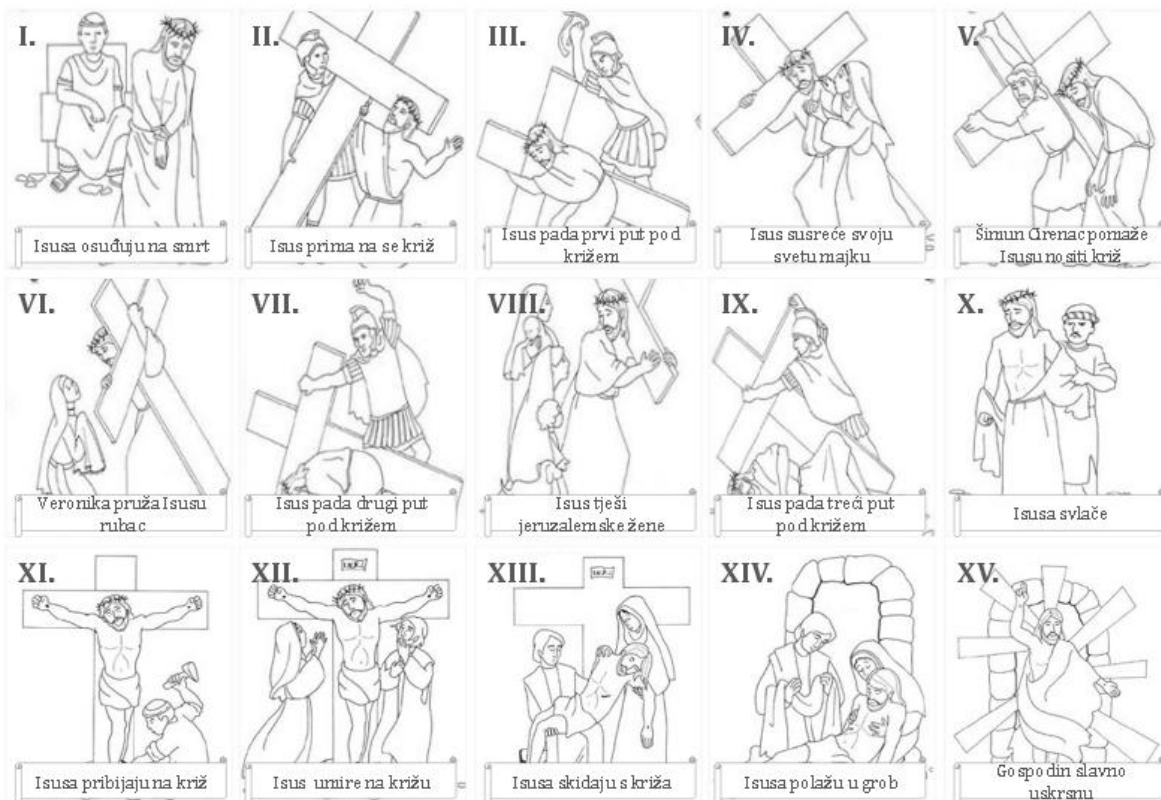 I.
Isusa osuđuju na smrt
II.
Isus prima na se križ
III.
Isus pada prvi put pod
križem
IV.
Isus susreće svoju
svetu majku
V.
Šimun Cirenac pomaže
Isusu nositi križ
VI.
Veronika pruža Isusu
rubac
VII.
Isus pada drugi put
pod križem
VIII.
Isus tješi
jeruzalemske žene
IX.
Isus pada treći put
pod križem
X.
Isusa svlače
XI.
Isusa pribijaju na križ
XII.
I.N.R.I.
Isus umire na križu
XIII.
I.N.R.I.
Isusa skidaju s križa
XIV.
Isusa polažu u grob
XV.
Gospodin slavno
uskrsnu